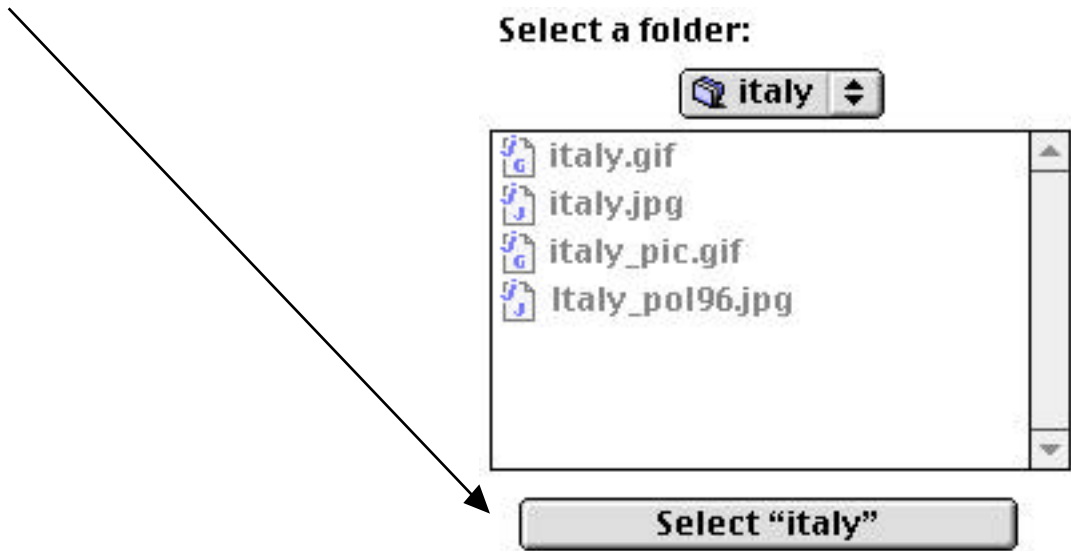 Select a folder:
italy
italy.gif
italy.jpg
italy_pic.gif
Italy_pol96.jpg
Select “italy”